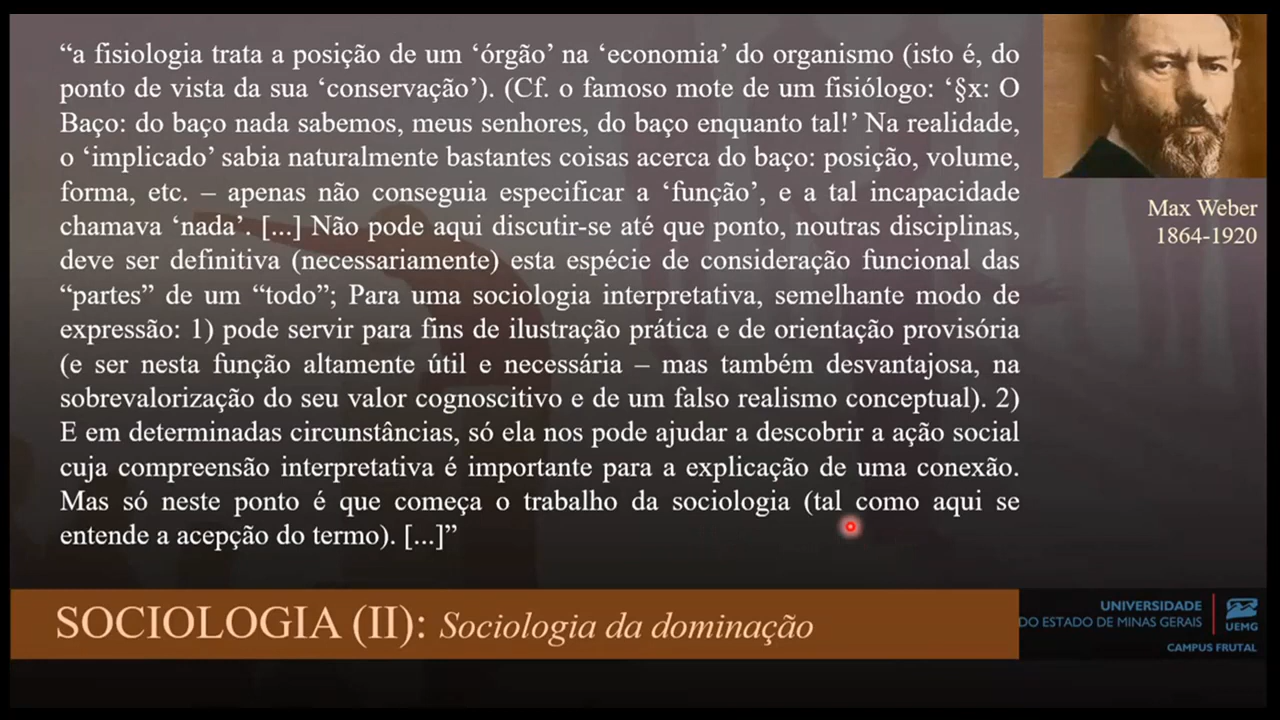 “a fisiologia trata a posição de um ‘órgão’ na ‘economia’ do organismo (isto é, do
ponto de vista da sua ‘conservação’). (Cf. o famoso mote de um fisiólogo: ‘§x: O
Baço: do baço nada sabemos, meus senhores, do baço enquanto tal!’ Na realidade,
o ‘implicado’ sabia naturalmente bastantes coisas acerca do baço: posição, volume,
forma, etc. – apenas não conseguia especificar a ‘função’, e a tal incapacidade
chamava ‘nada’. [...] Não pode aqui discutir-se até que ponto, noutras disciplinas,
deve ser definitiva (necessariamente) esta espécie de consideração funcional das
“partes” de um “todo”; Para uma sociologia interpretativa, semelhante modo de
expressão: 1) pode servir para fins de ilustração prática e de orientação provisória
(e ser nesta função altamente útil e necessária – mas também desvantajosa, na
sobrevalorização do seu valor cognoscitivo e de um falso realismo conceptual). 2)
E em determinadas circunstâncias, só ela nos pode ajudar a descobrir a ação social
cuja compreensão interpretativa é importante para a explicação de uma conexão.
Mas só neste ponto é que começa o trabalho da sociologia (tal como aqui se
entende a acepção do termo). [...]”
Max Weber
1864-1920
SOCIOLOGIA (II): Sociologia da dominação
UNIVERSIDADE
DO ESTADO DE MINAS GERAIS
UEMG
CAMPUS FRUTAL